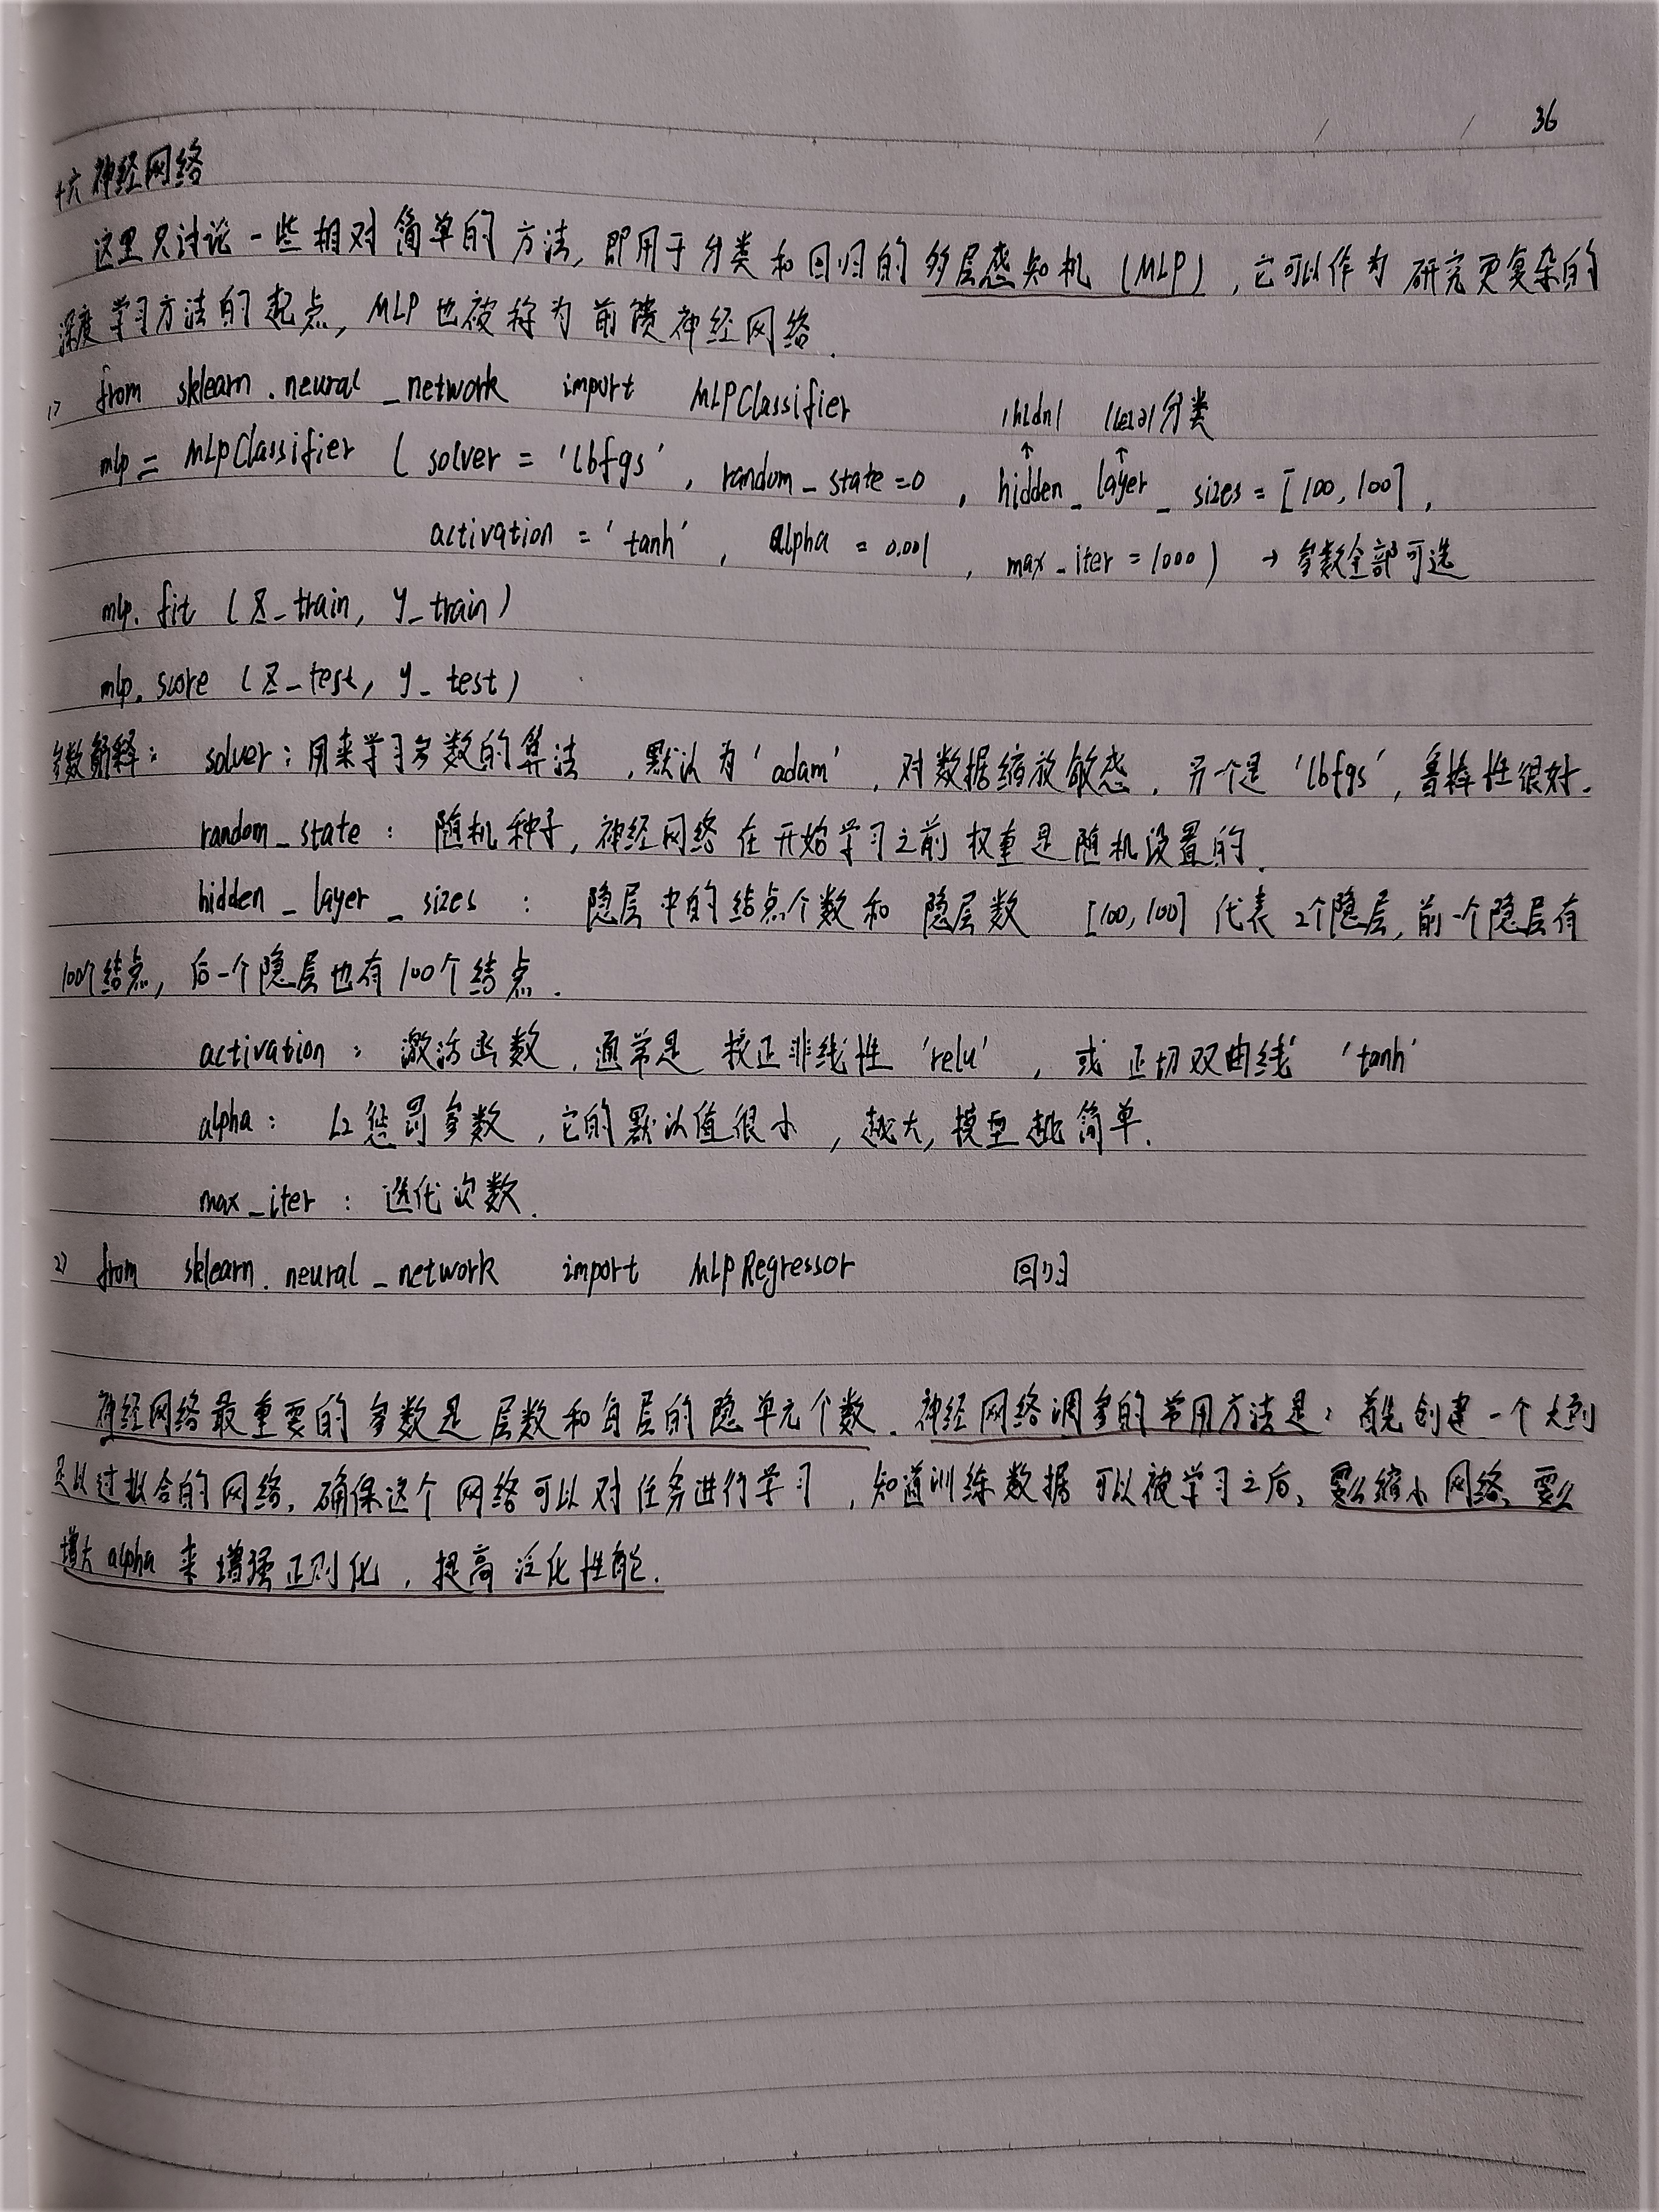 36
十六 神经网络
这里只讨论一些相对简单的方法,即用于分类和回归的多层感知机(MLP),它可以作为研究更复杂的
深度学习方法的起点,MLP也被称为前馈神经网络.
1) from sklearn.neural_network import MLPClassifier 分类
mlp = MLPClassifier ( solver = 'lbfgs', random_state=0, hidden_layer_sizes=[100,100],
activation = 'tanh', alpha = 0.001, max_iter=1000) → 参数全部可选
mlp.fit (X_train, y_train)
mlp.score (X_test, y_test)
参数解释: solver:用来学习参数的算法,默认为'adam',对数据缩放敏感.另个是'lbfgs',鲁棒性很好.
random_state: 随机种子,神经网络在开始学习之前权重是随机设置的.
hidden_layer_sizes: 隐层中的结点个数和隐层数 [100,100]代表2个隐层,前一个隐层有
100个结点,后一个隐层也有100个结点.
activation: 激活函数,通常是校正非线性'relu',或正切双曲线'tanh'
alpha: L2惩罚参数,它的默认值很小,越大,模型越简单.
max_iter: 迭代次数.
2) from sklearn.neural_network import MLPRegressor 回归
神经网络最重要的参数是层数和每层的隐单元个数.神经网络调参的常用方法是:首先创建一个大到
足以过拟合的网络,确保这个网络可以对任务进行学习,知道训练数据可以被学习之后,要么缩小网络,要么
增大alpha来增强正则化,提高泛化性能.